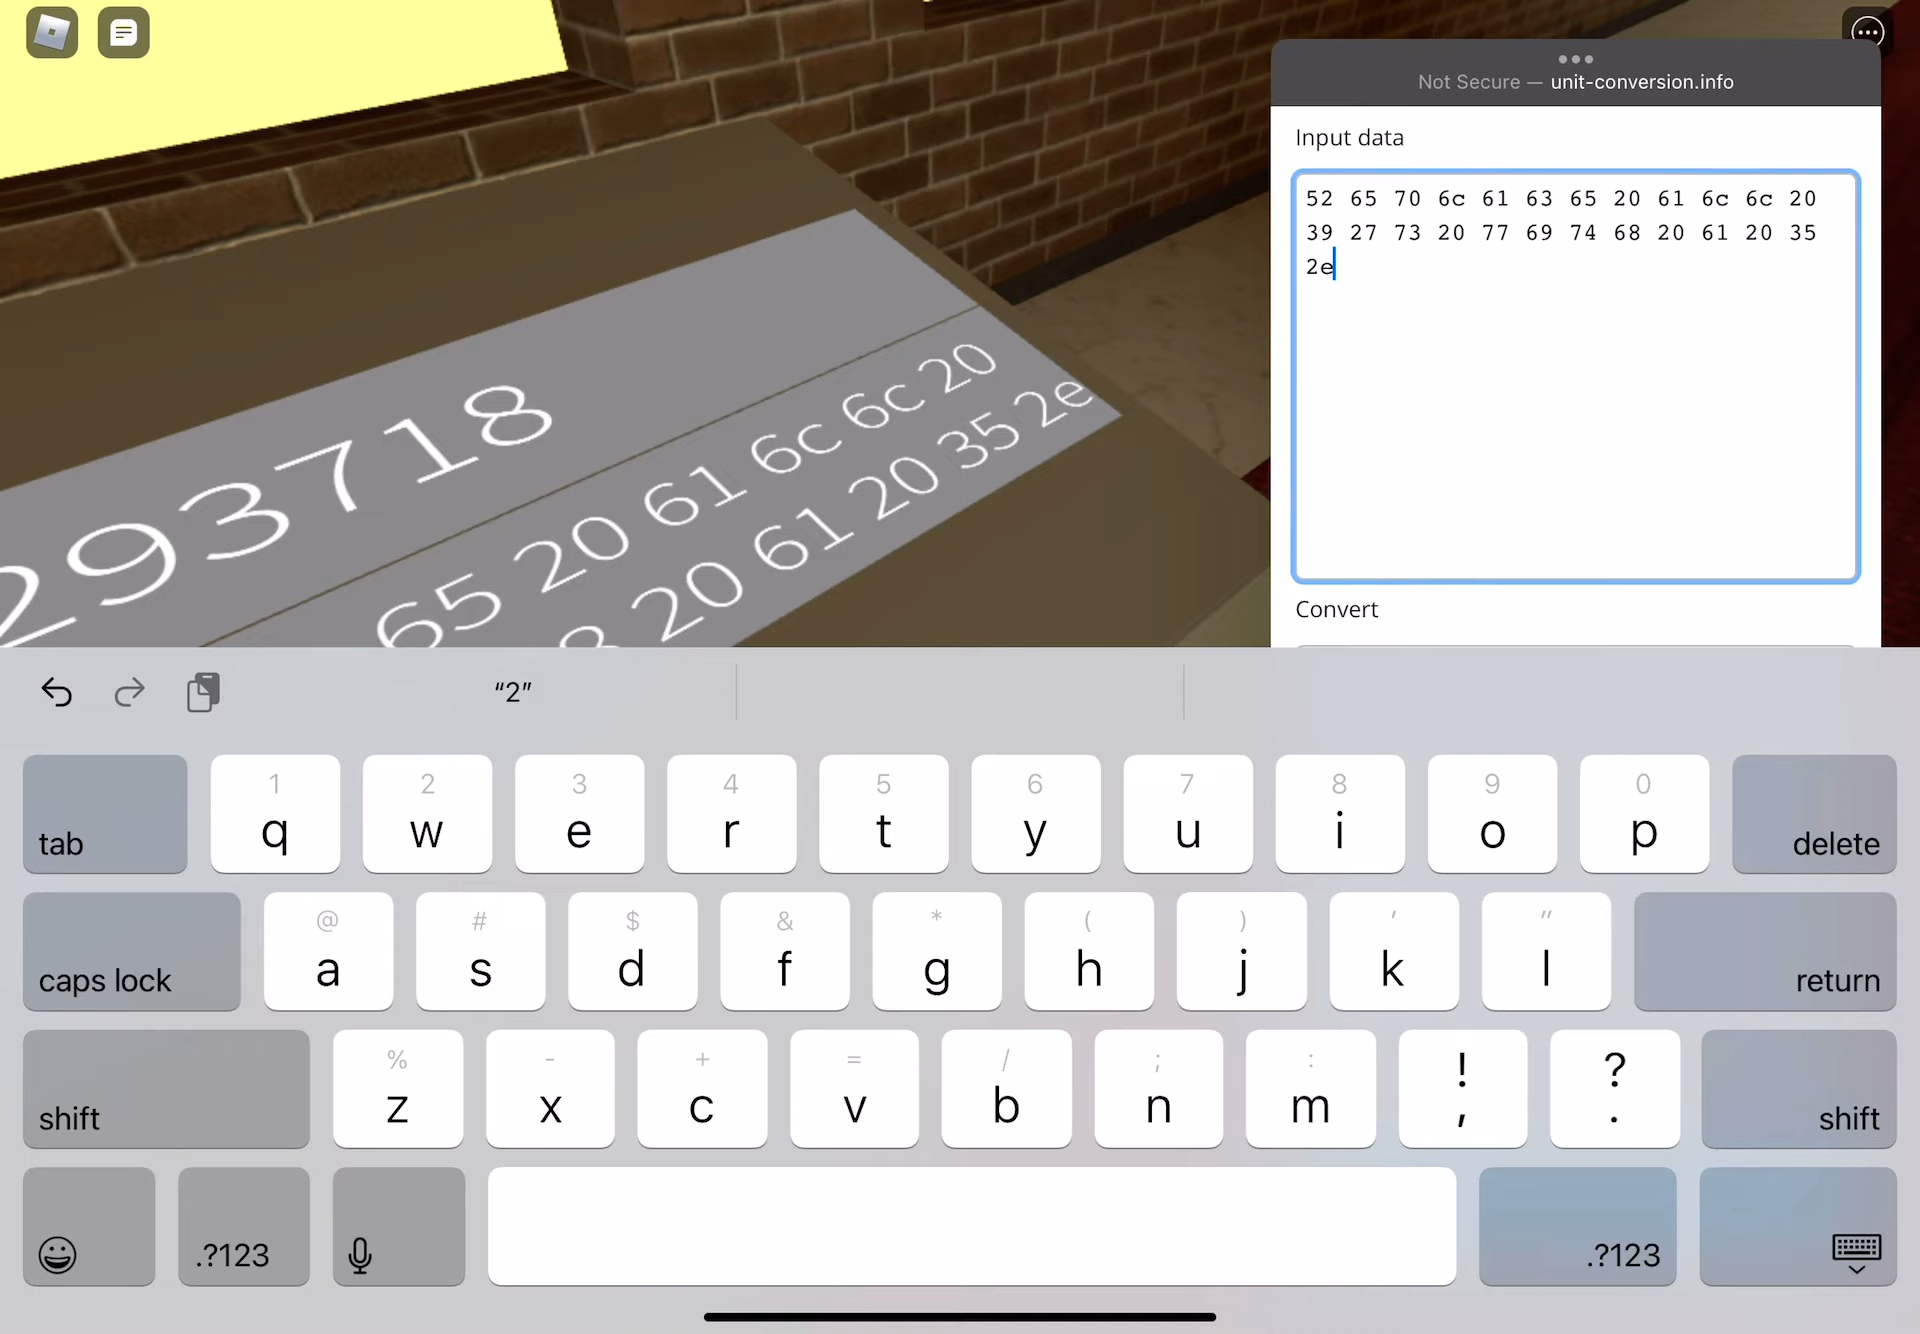 Not Secure — unit-conversion.info
Input data
52 65 70 6c 61 63 65 20 61 6c 6c 20
39 27 73 20 77 69 74 68 20 61 20 35
2e
Convert
293718
65 20 61 6c 6c 20
8 20 61 20 35 2e
“2”
tab 1 q 2 w 3 e 4 r 5 t 6 y 7 u 8 i 9 o 0 p delete
caps lock @ a # s $ d & f * g ( h ) j ' k " l return
shift % z - x + c = v / b ; n : m ! , ? . shift
.?123 .?123